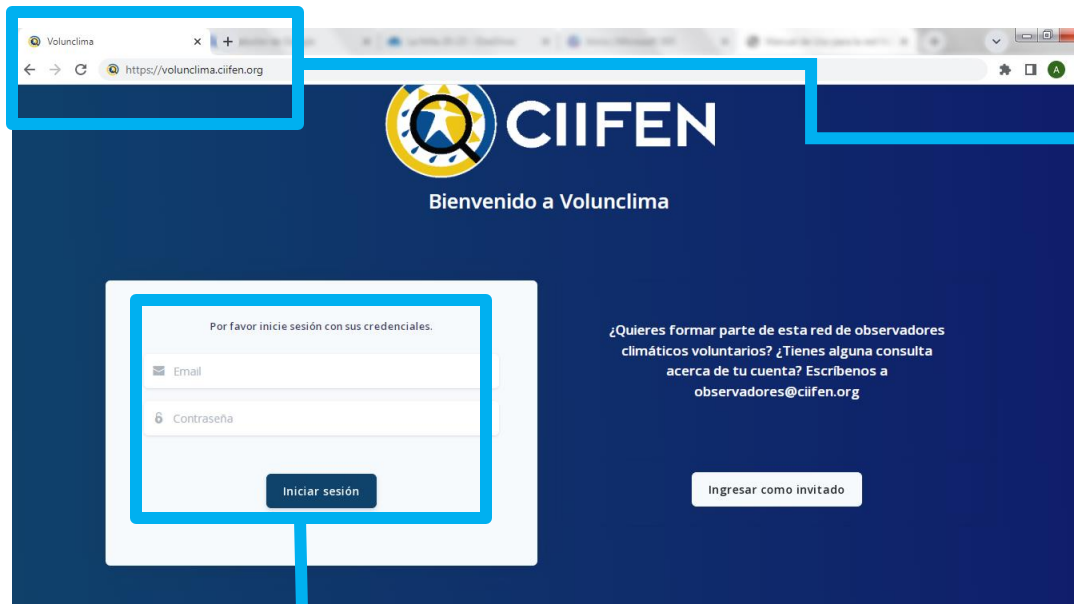 Volunclima
https://volunclima.ciifen.org
A
CIIFEN
Bienvenido a Volunclima
Por favor inicie sesión con sus credenciales.
Email
Contraseña
Iniciar sesión
¿Quieres formar parte de esta red de observadores
climáticos voluntarios? ¿Tienes alguna consulta
acerca de tu cuenta? Escríbenos a
observadores@ciifen.org
Ingresar como invitado